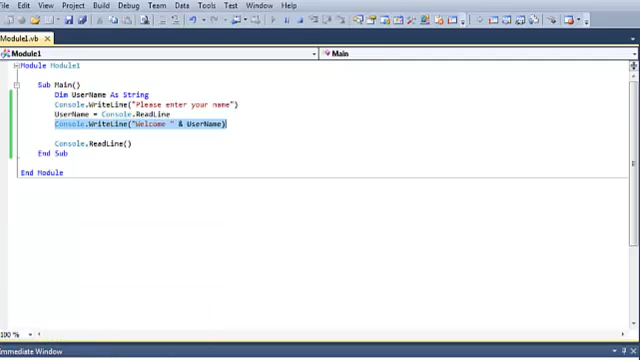 File Edit View Project Build Debug Team Data Tools Test Window Help
Module1.vb
Module1 Main
Module Module1
Sub Main()
Dim UserName As String
Console.WriteLine("Please enter your name")
UserName = Console.ReadLine
Console.WriteLine("Welcome " & UserName)
Console.ReadLine()
End Sub
End Module
100 %
Immediate Window